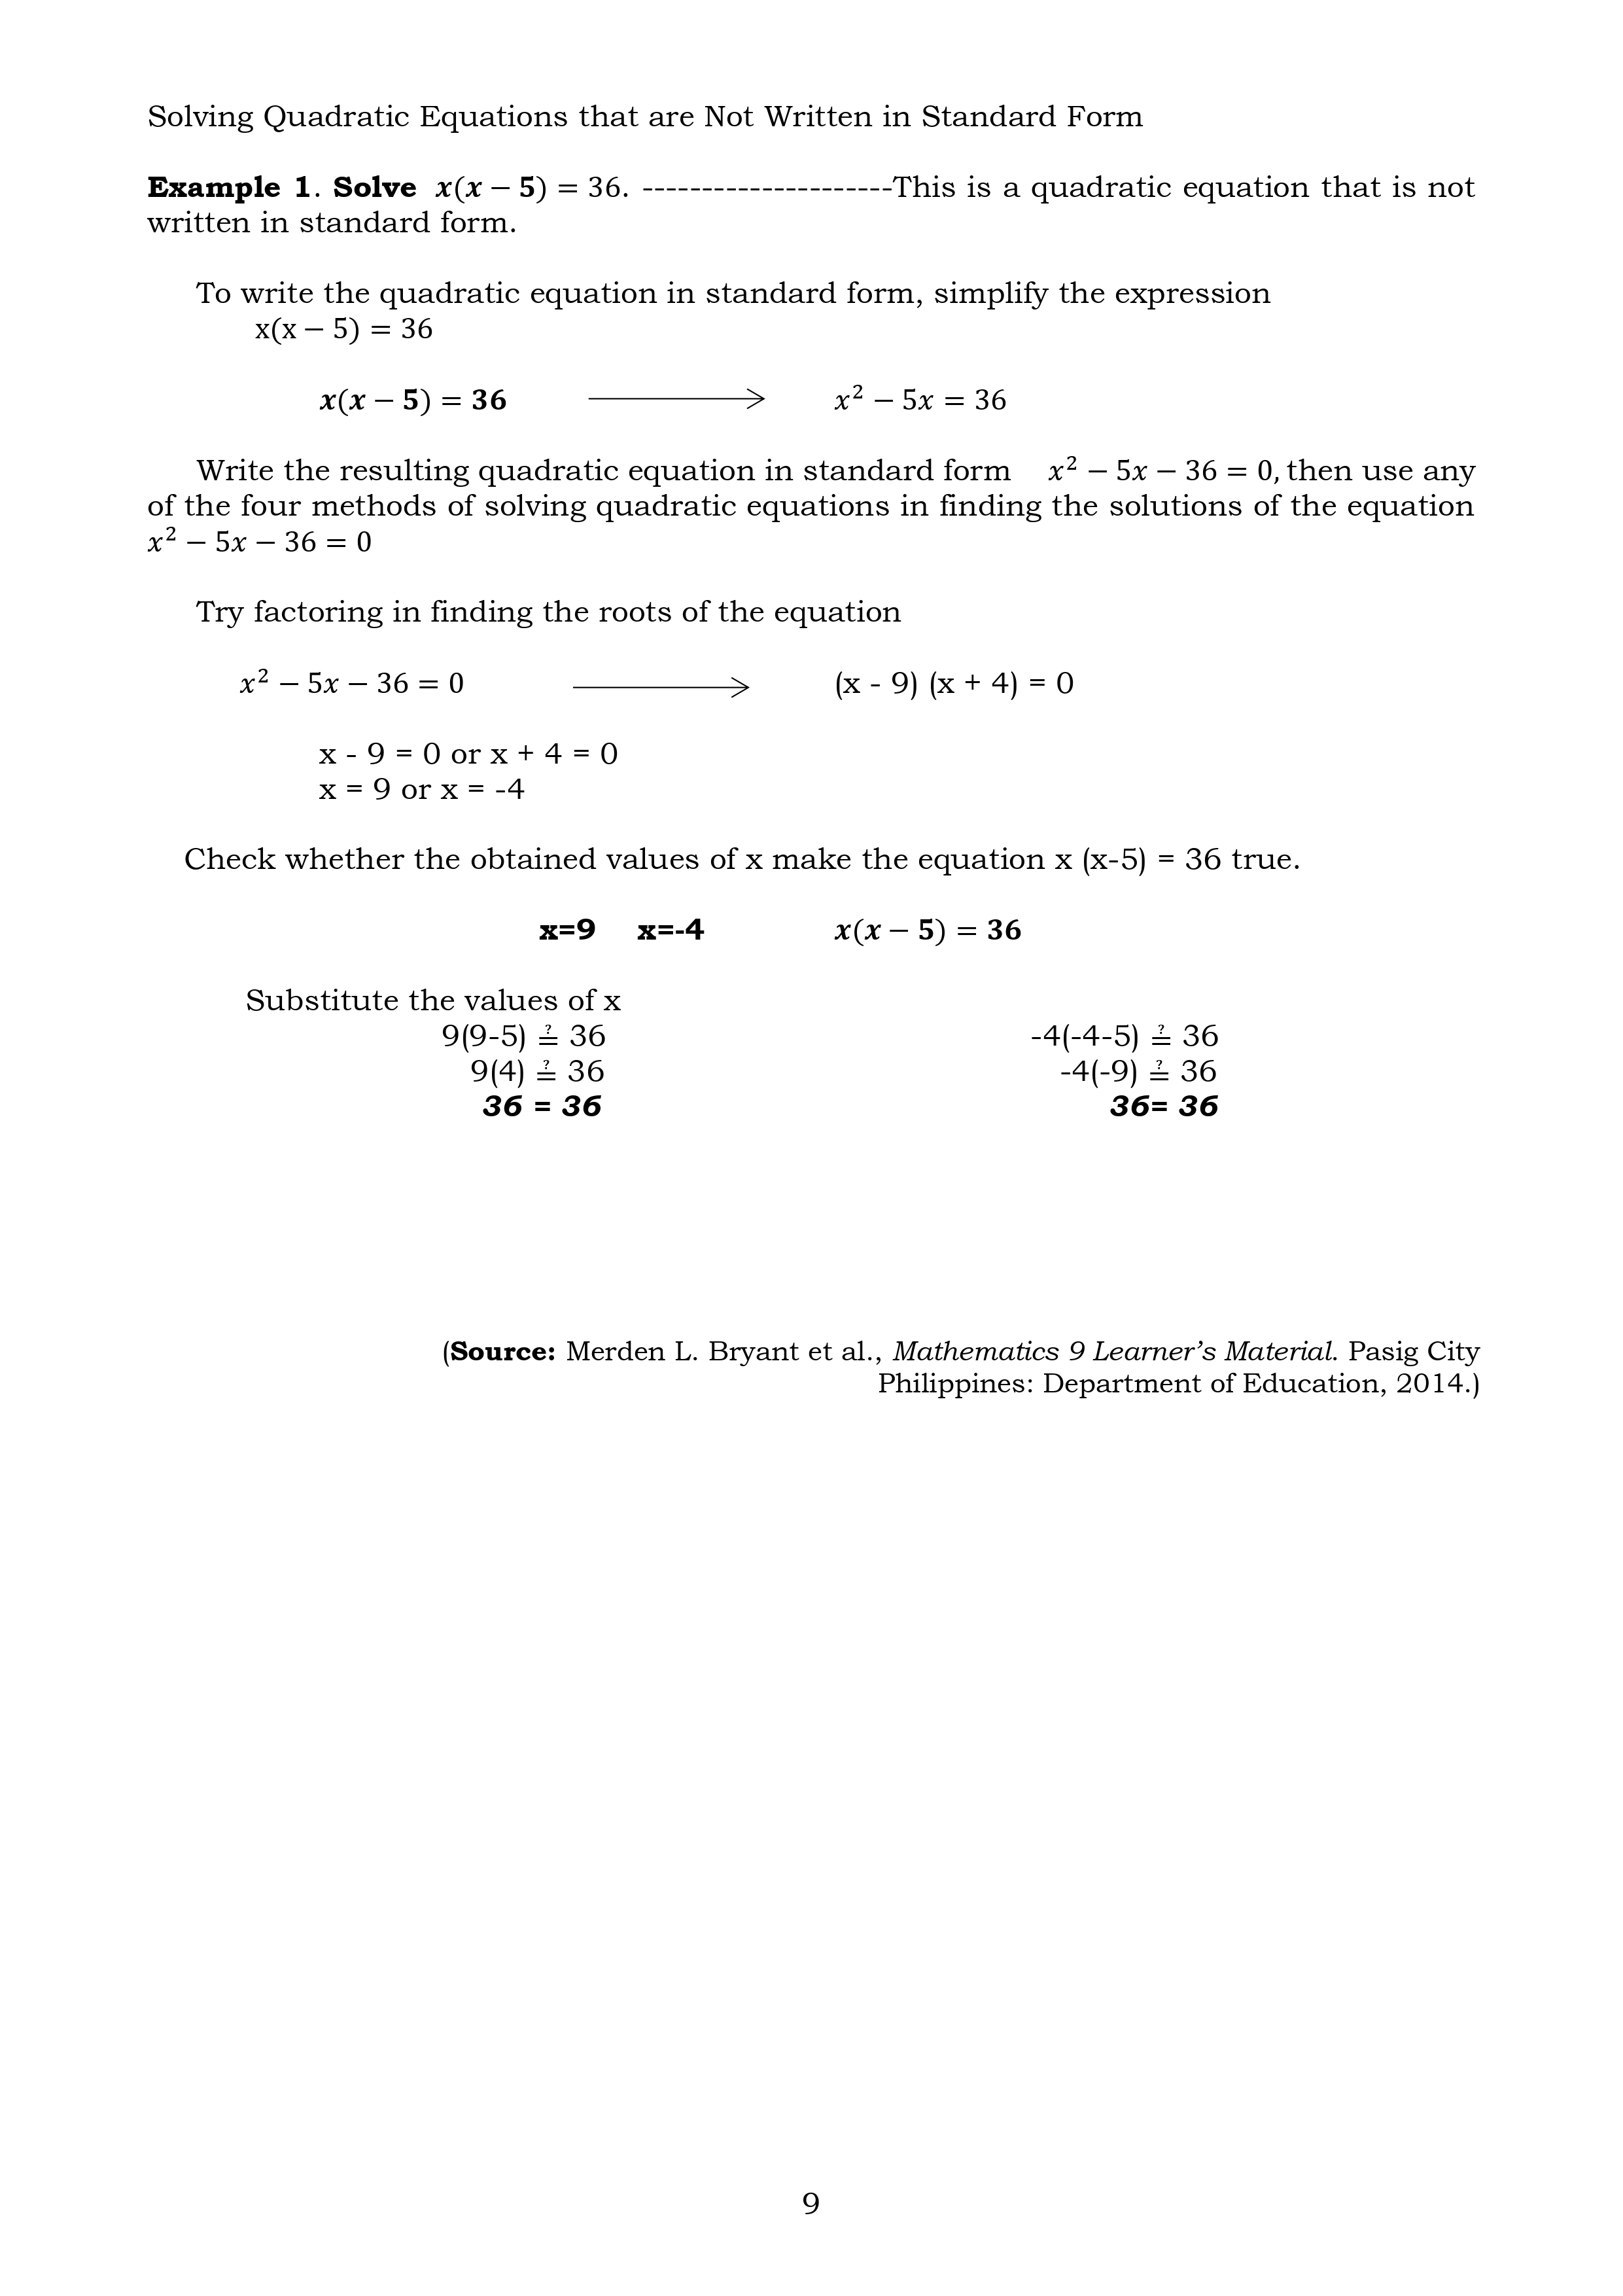 Solving Quadratic Equations that are Not Written in Standard Form
Example 1. Solve x(x − 5) = 36. ---------------------This is a quadratic equation that is not
written in standard form.
To write the quadratic equation in standard form, simplify the expression
x(x − 5) = 36
x(x − 5) = 36 ⟶ x² − 5x = 36
Write the resulting quadratic equation in standard form x² − 5x − 36 = 0, then use any
of the four methods of solving quadratic equations in finding the solutions of the equation
x² − 5x − 36 = 0
Try factoring in finding the roots of the equation
x² − 5x − 36 = 0 ⟶ (x - 9) (x + 4) = 0
x - 9 = 0 or x + 4 = 0
x = 9 or x = -4
Check whether the obtained values of x make the equation x (x-5) = 36 true.
x=9 x=-4 x(x − 5) = 36
Substitute the values of x
9(9-5) ≟ 36 -4(-4-5) ≟ 36
9(4) ≟ 36 -4(-9) ≟ 36
36 = 36 36= 36
(Source: Merden L. Bryant et al., Mathematics 9 Learner’s Material. Pasig City
Philippines: Department of Education, 2014.)
9